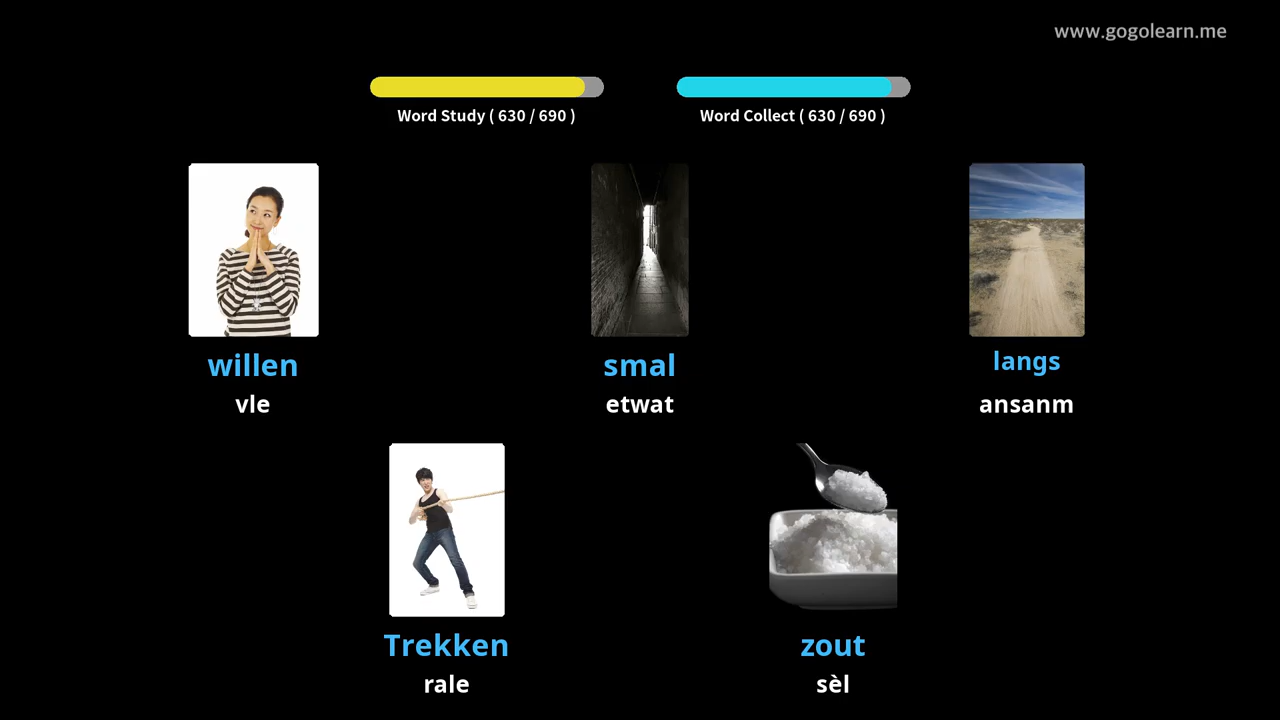 www.gogolearn.me
Word Study ( 630 / 690 )
Word Collect ( 630 / 690 )
willen
vle
smal
etwat
langs
ansanm
Trekken
rale
zout
sèl